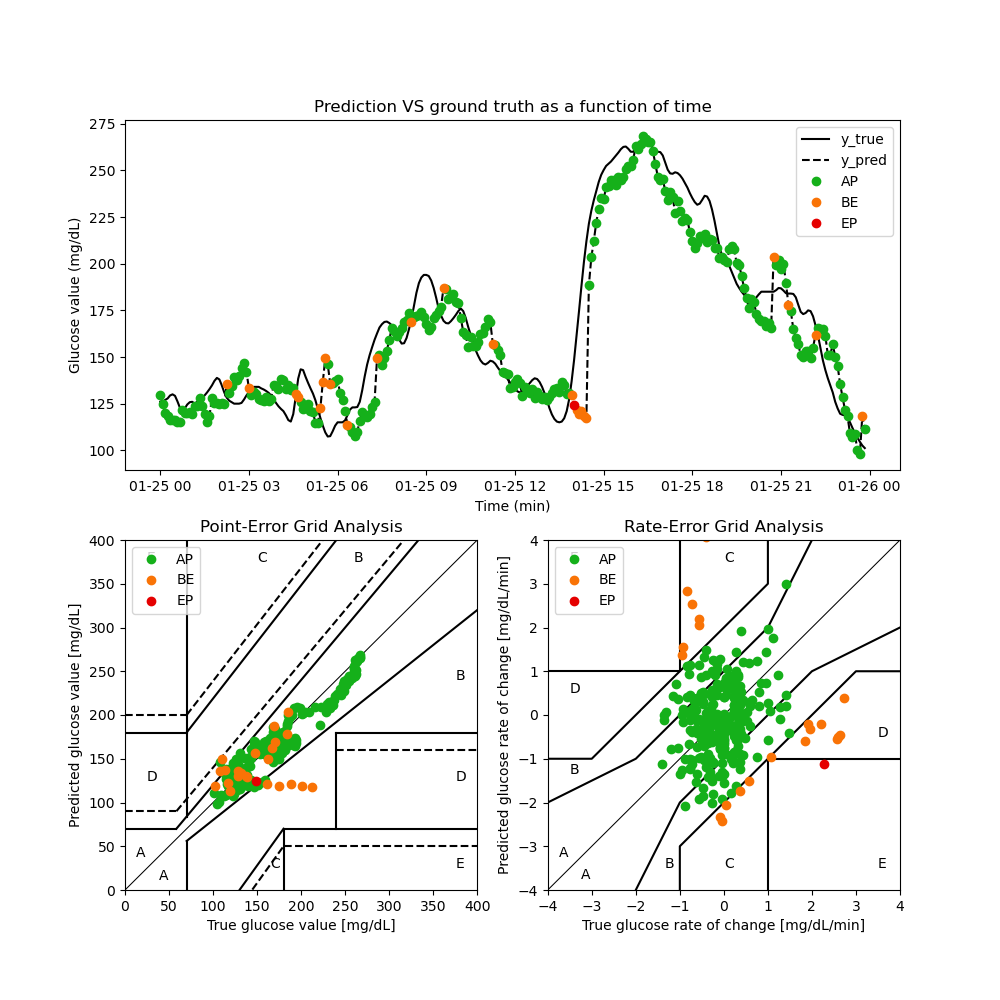 Prediction VS ground truth as a function of time
Glucose value (mg/dL)
275
250
225
200
175
150
125
100
y_true
y_pred
AP
BE
EP
01-25 00 01-25 03 01-25 06 01-25 09 01-25 12 01-25 15 01-25 18 01-25 21 01-26 00
Time (min)
Point-Error Grid Analysis
Predicted glucose value [mg/dL]
400
350
300
250
200
150
100
50
0
AP
BE
EP
C
B
B
D
D
A
A
C
E
0 50 100 150 200 250 300 350 400
True glucose value [mg/dL]
Rate-Error Grid Analysis
Predicted glucose rate of change [mg/dL/min]
4
3
2
1
0
−1
−2
−3
−4
AP
BE
EP
C
D
D
B
A
A
B
C
E
−4 −3 −2 −1 0 1 2 3 4
True glucose rate of change [mg/dL/min]